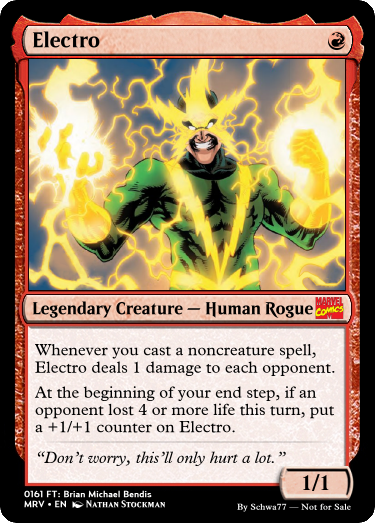 Electro
Legendary Creature — Human Rogue
MARVEL
COMICS
Whenever you cast a noncreature spell,
Electro deals 1 damage to each opponent.
At the beginning of your end step, if an
opponent lost 4 or more life this turn, put
a +1/+1 counter on Electro.
“Don't worry, this'll only hurt a lot.”
1/1
0161 FT: Brian Michael Bendis
MRV • EN NATHAN STOCKMAN
By Schwa77 — Not for Sale